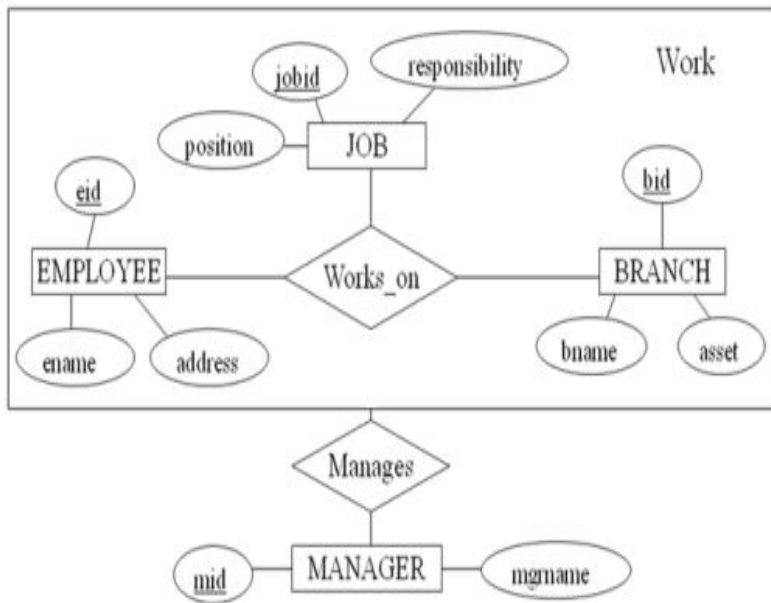 Work
jobid
responsibility
position
JOB
eid
bid
EMPLOYEE
Works_on
BRANCH
ename
address
bname
asset
Manages
mid
MANAGER
mgrname